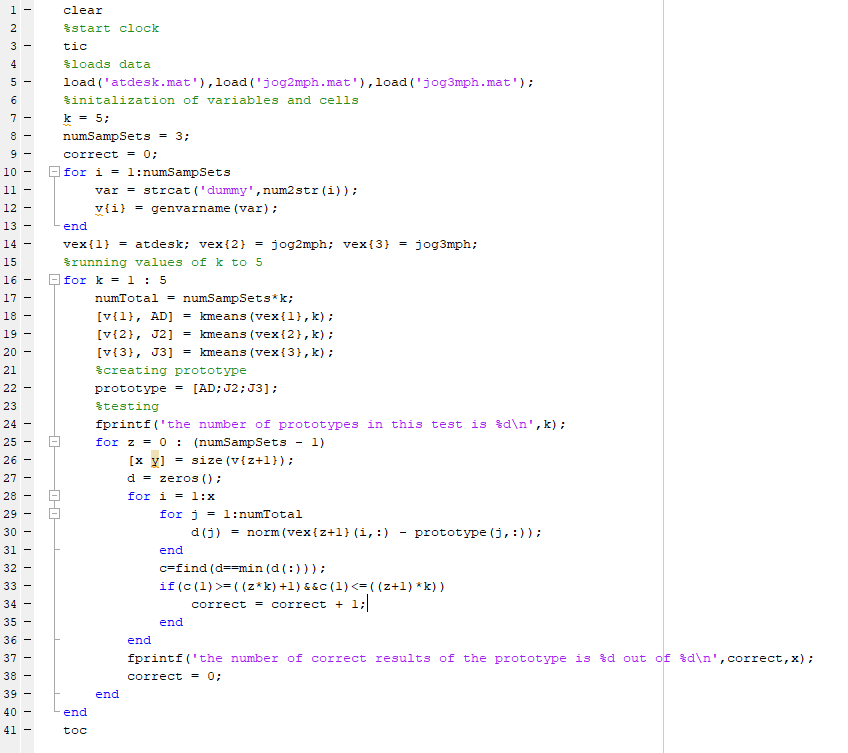 1 - clear
2 %start clock
3 - tic
4 %loads data
5 - load('atdesk.mat'),load('jog2mph.mat'),load('jog3mph.mat');
6 %initalization of variables and cells
7 - k = 5;
8 - numSampSets = 3;
9 - correct = 0;
10 - for i = 1:numSampSets
11 - var = strcat('dummy',num2str(i));
12 - v{i} = genvarname(var);
13 - end
14 - vex{1} = atdesk; vex{2} = jog2mph; vex{3} = jog3mph;
15 %running values of k to 5
16 - for k = 1 : 5
17 - numTotal = numSampSets*k;
18 - [v{1}, AD] = kmeans(vex{1},k);
19 - [v{2}, J2] = kmeans(vex{2},k);
20 - [v{3}, J3] = kmeans(vex{3},k);
21 %creating prototype
22 - prototype = [AD;J2;J3];
23 %testing
24 - fprintf('the number of prototypes in this test is %d\n',k);
25 - for z = 0 : (numSampSets - 1)
26 - [x y] = size(v{z+1});
27 - d = zeros();
28 - for i = 1:x
29 - for j = 1:numTotal
30 - d(j) = norm(vex{z+1}(i,:) - prototype(j,:));
31 - end
32 - c=find(d==min(d(:)));
33 - if(c(1)>=((z*k)+1)&&c(1)<=((z+1)*k))
34 - correct = correct + 1;
35 - end
36 - end
37 - fprintf('the number of correct results of the prototype is %d out of %d\n',correct,x);
38 - correct = 0;
39 - end
40 - end
41 - toc